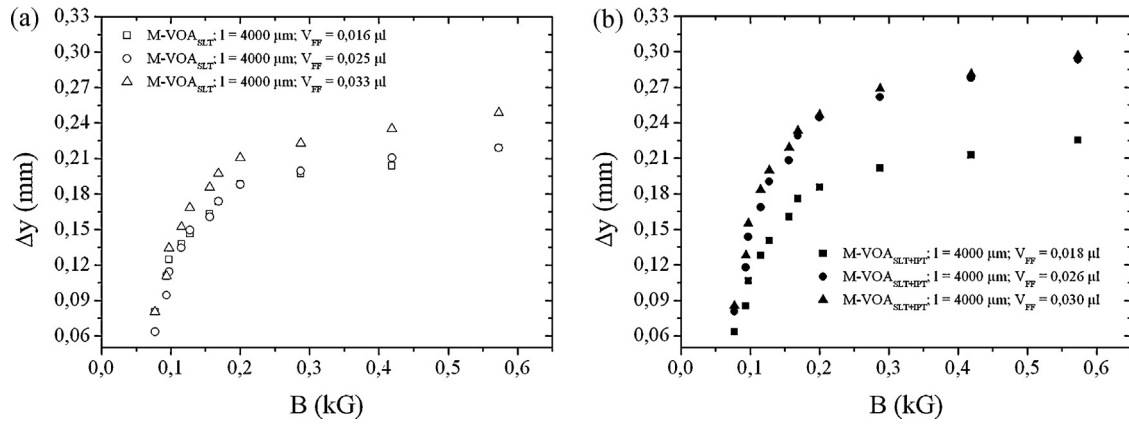 (a)
0,33
0,30
0,27
0,24
0,21
0,18
0,15
0,12
0,09
0,06
Δy (mm)
M-VOA_SLT; l = 4000 µm; V_FF = 0,016 µl
M-VOA_SLT; l = 4000 µm; V_FF = 0,025 µl
M-VOA_SLT; l = 4000 µm; V_FF = 0,033 µl
0,0 0,1 0,2 0,3 0,4 0,5 0,6
B (kG)
(b)
0,33
0,30
0,27
0,24
0,21
0,18
0,15
0,12
0,09
0,06
Δy (mm)
M-VOA_SLT+IPT; l = 4000 µm; V_FF = 0,018 µl
M-VOA_SLT+IPT; l = 4000 µm; V_FF = 0,026 µl
M-VOA_SLT+IPT; l = 4000 µm; V_FF = 0,030 µl
0,0 0,1 0,2 0,3 0,4 0,5 0,6
B (kG)